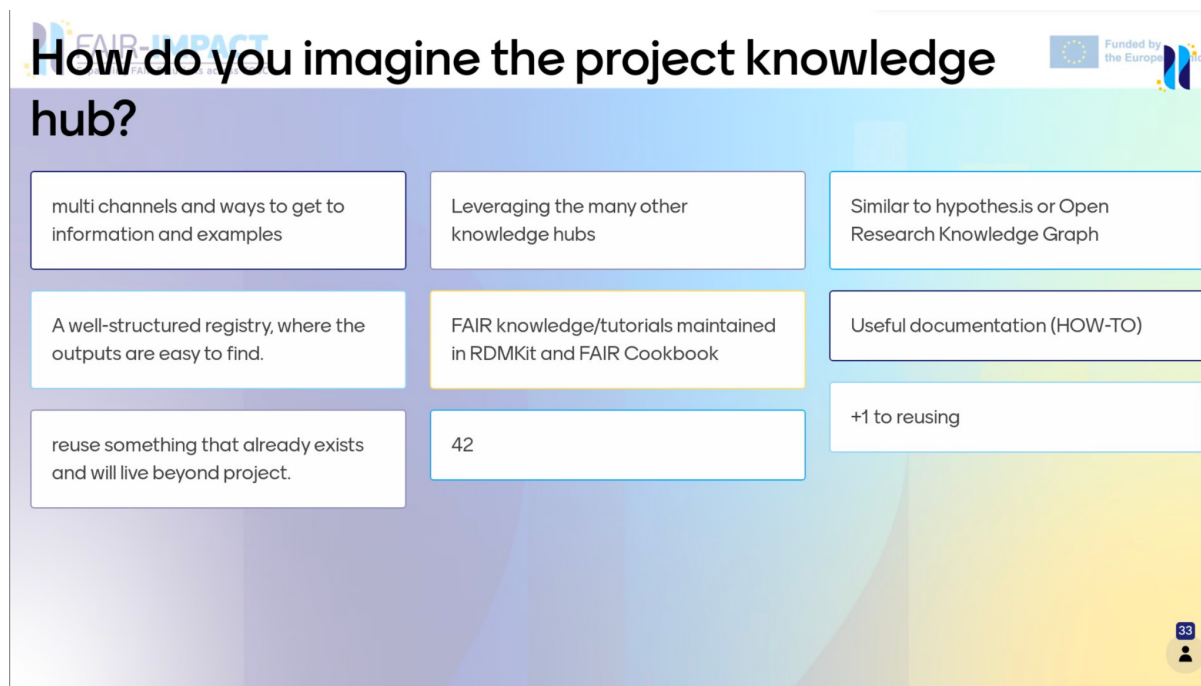 FAIR-IMPACT
How do you imagine the project knowledge
hub?
Funded by
the Europe
multi channels and ways to get to
information and examples
Leveraging the many other
knowledge hubs
Similar to hypothes.is or Open
Research Knowledge Graph
A well-structured registry, where the
outputs are easy to find.
FAIR knowledge/tutorials maintained
in RDMKit and FAIR Cookbook
Useful documentation (HOW-TO)
reuse something that already exists
and will live beyond project.
42
+1 to reusing
33